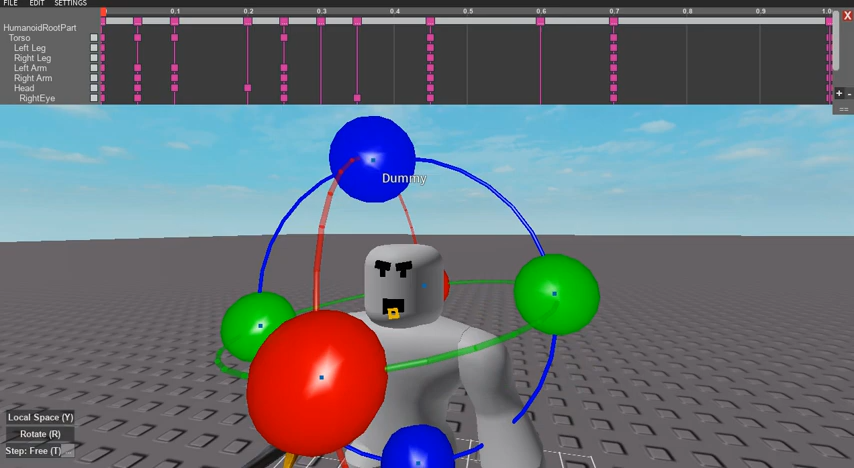 FILE EDIT SETTINGS
0.1 0.2 0.3 0.4 0.5 0.6 0.7 0.8 0.9 1.0
X
HumanoidRootPart
Torso
Left Leg
Right Leg
Left Arm
Right Arm
Head
RightEye
+ -
==
Dummy
Local Space (Y)
Rotate (R)
Step: Free (T)